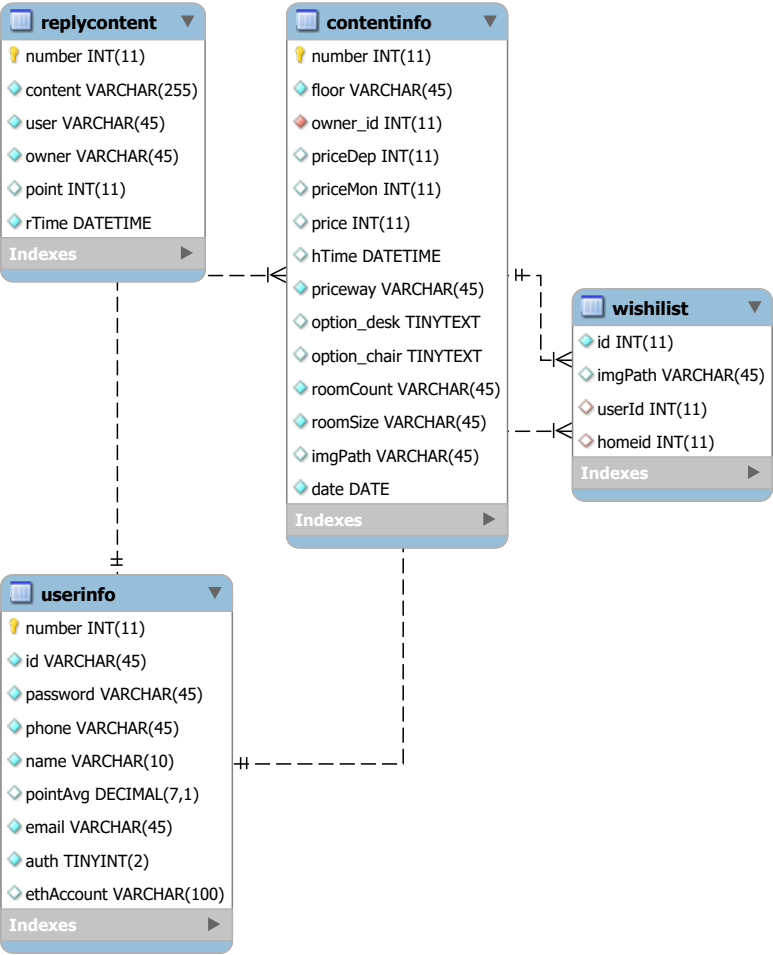 replycontent
number INT(11)
content VARCHAR(255)
user VARCHAR(45)
owner VARCHAR(45)
point INT(11)
rTime DATETIME
Indexes
contentinfo
number INT(11)
floor VARCHAR(45)
owner_id INT(11)
priceDep INT(11)
priceMon INT(11)
price INT(11)
hTime DATETIME
priceway VARCHAR(45)
option_desk TINYTEXT
option_chair TINYTEXT
roomCount VARCHAR(45)
roomSize VARCHAR(45)
imgPath VARCHAR(45)
date DATE
Indexes
wishilist
id INT(11)
imgPath VARCHAR(45)
userId INT(11)
homeid INT(11)
Indexes
userinfo
number INT(11)
id VARCHAR(45)
password VARCHAR(45)
phone VARCHAR(45)
name VARCHAR(10)
pointAvg DECIMAL(7,1)
email VARCHAR(45)
auth TINYINT(2)
ethAccount VARCHAR(100)
Indexes